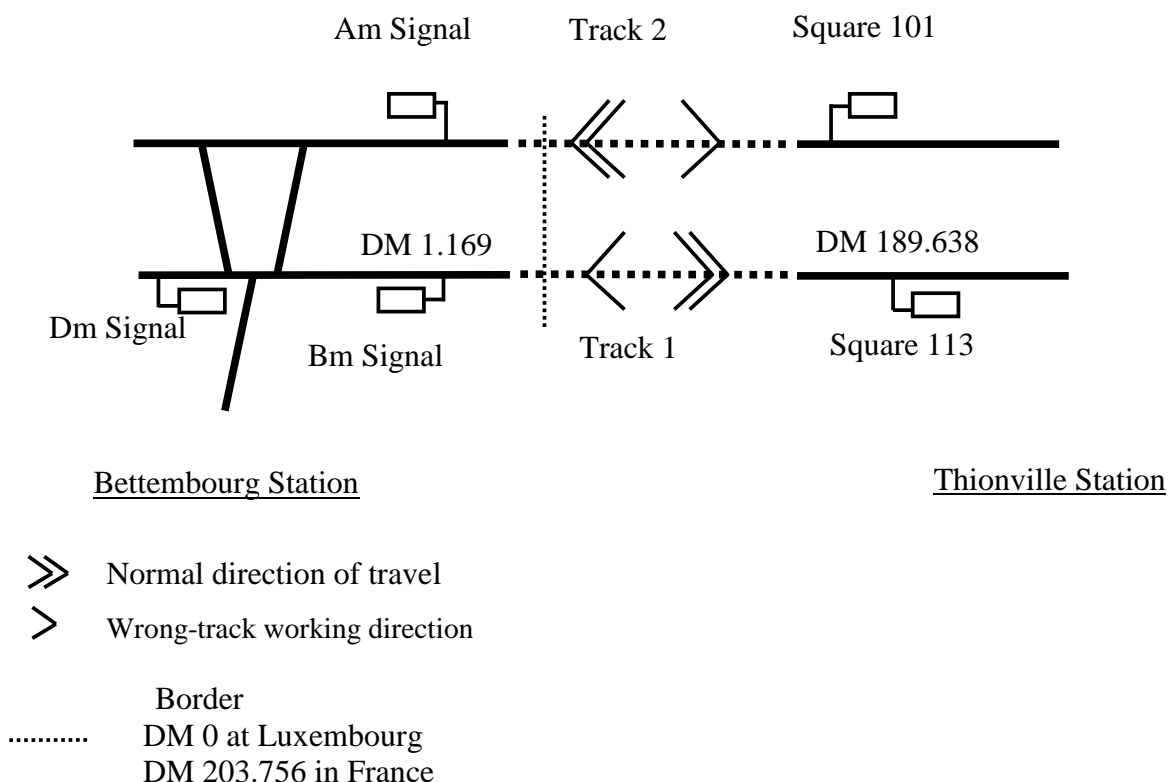 Am Signal Track 2 Square 101
DM 1.169 DM 189.638
Dm Signal
Bm Signal Track 1 Square 113
Bettembourg Station Thionville Station
Normal direction of travel
Wrong-track working direction
Border
DM 0 at Luxembourg
DM 203.756 in France